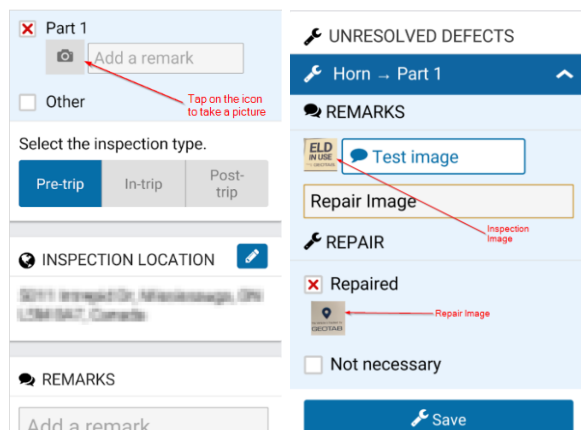 Part 1
Add a remark
Other
Tap on the icon
to take a picture
Select the inspection type.
Pre-trip
In-trip
Post-
trip
INSPECTION LOCATION
REMARKS
Add a remark
UNRESOLVED DEFECTS
Horn → Part 1
REMARKS
ELD
IN USE
GEOTAB
Test image
Repair Image
Inspection
Image
REPAIR
Repaired
GEOTAB
Repair Image
Not necessary
Save